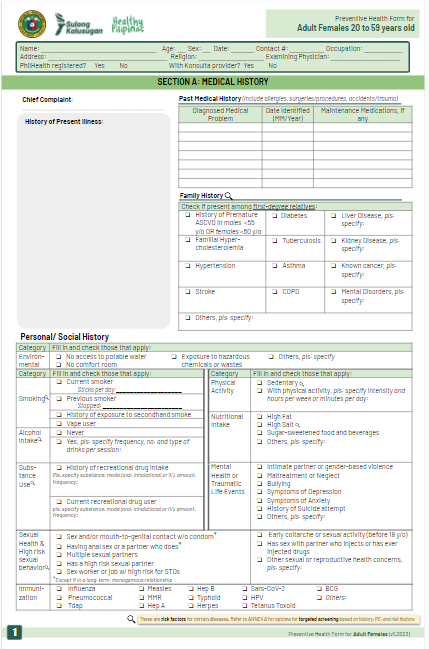 Sulong
Kalusugan
Healthy
Pilipinas
Preventive Health Form for
Adult Females 20 to 59 years old
Name: Age: Sex: Date: Contact #: Occupation:
Address: Religion: Examining Physician:
PhilHealth registered? Yes No With Konsulta provider? Yes No
SECTION A: MEDICAL HISTORY
Chief Complaint:
History of Present Illness:
Past Medical History (Include allergies, surgeries/procedures, accidents/trauma)
Diagnosed Medical Problem Date Identified (MM/Year) Maintenance Medications, if any
Family History
Check if present among first-degree relatives:
History of Premature ASCVD in males <55 y/o OR females <60 y/o Diabetes Liver Disease, pls- specify:
Familial Hyper-cholesterolemia Tuberculosis Kidney Disease, pls- specify:
Hypertension Asthma Known cancer, pls- specify:
Stroke COPD Mental Disorders, pls- specify:
Others, pls- specify:
Personal/ Social History
Category Fill in and check those that apply:
Environ-mental
No access to potable water Exposure to hazardous chemicals or wastes Others, pls- specify
No comfort room
Category Fill in and check those that apply:
Smoking
Current smoker
Sticks per day:
Previous smoker
Stopped:
History of exposure to secondhand smoke
Vape user
Alcohol Intake
Never
Yes, pls- specify frequency, no- and type of drinks per session:
Subs-tance Use
History of recreational drug intake
Pls. specify substance, mode (oral, inhalational or IV), amount, frequency:
Current recreational drug user
pls. specify substance, mode (oral, inhalational or IV), amount, frequency:
Category Fill in and check those that apply:
Physical Activity
Sedentary
With physical activity, pls- specify intensity and hours per week or minutes per day:
Nutritional Intake
High Fat
High Salt
Sugar-sweetened food and beverages
Others, pls- specify:
Mental Health or Traumatic Life Events
Intimate partner or gender-based violence
Maltreatment or Neglect
Bullying
Symptoms of Depression
Symptoms of Anxiety
History of Suicide attempt
Others, pls- specify:
Sexual Health & High risk sexual behavior
Sex and/or mouth-to-genital contact w/o condom*
Having anal sex or a partner who does*
Multiple sexual partners
Has a high risk sexual partner
Sex worker or job w/ high risk for STDs
*Except if in a long-term, monogamous relationship
Early coitarche or sexual activity (before 18 y/o)
Has sex with partner who injects or has ever injected drugs
Other sexual or reproductive health concerns, pls- specify:
Immuni-zation
Influenza Measles Hep B Sars-CoV-2 BCG
Pneumococcal MMR Typhoid HPV Others:
Tdap Hep A Herpes Tetanus Toxoid
These are risk factors for certain diseases. Refer to ANNEX A for options for targeted screening based on history, PE, and risk factors
1
Preventive Health Form for Adult Females (v1.2023)